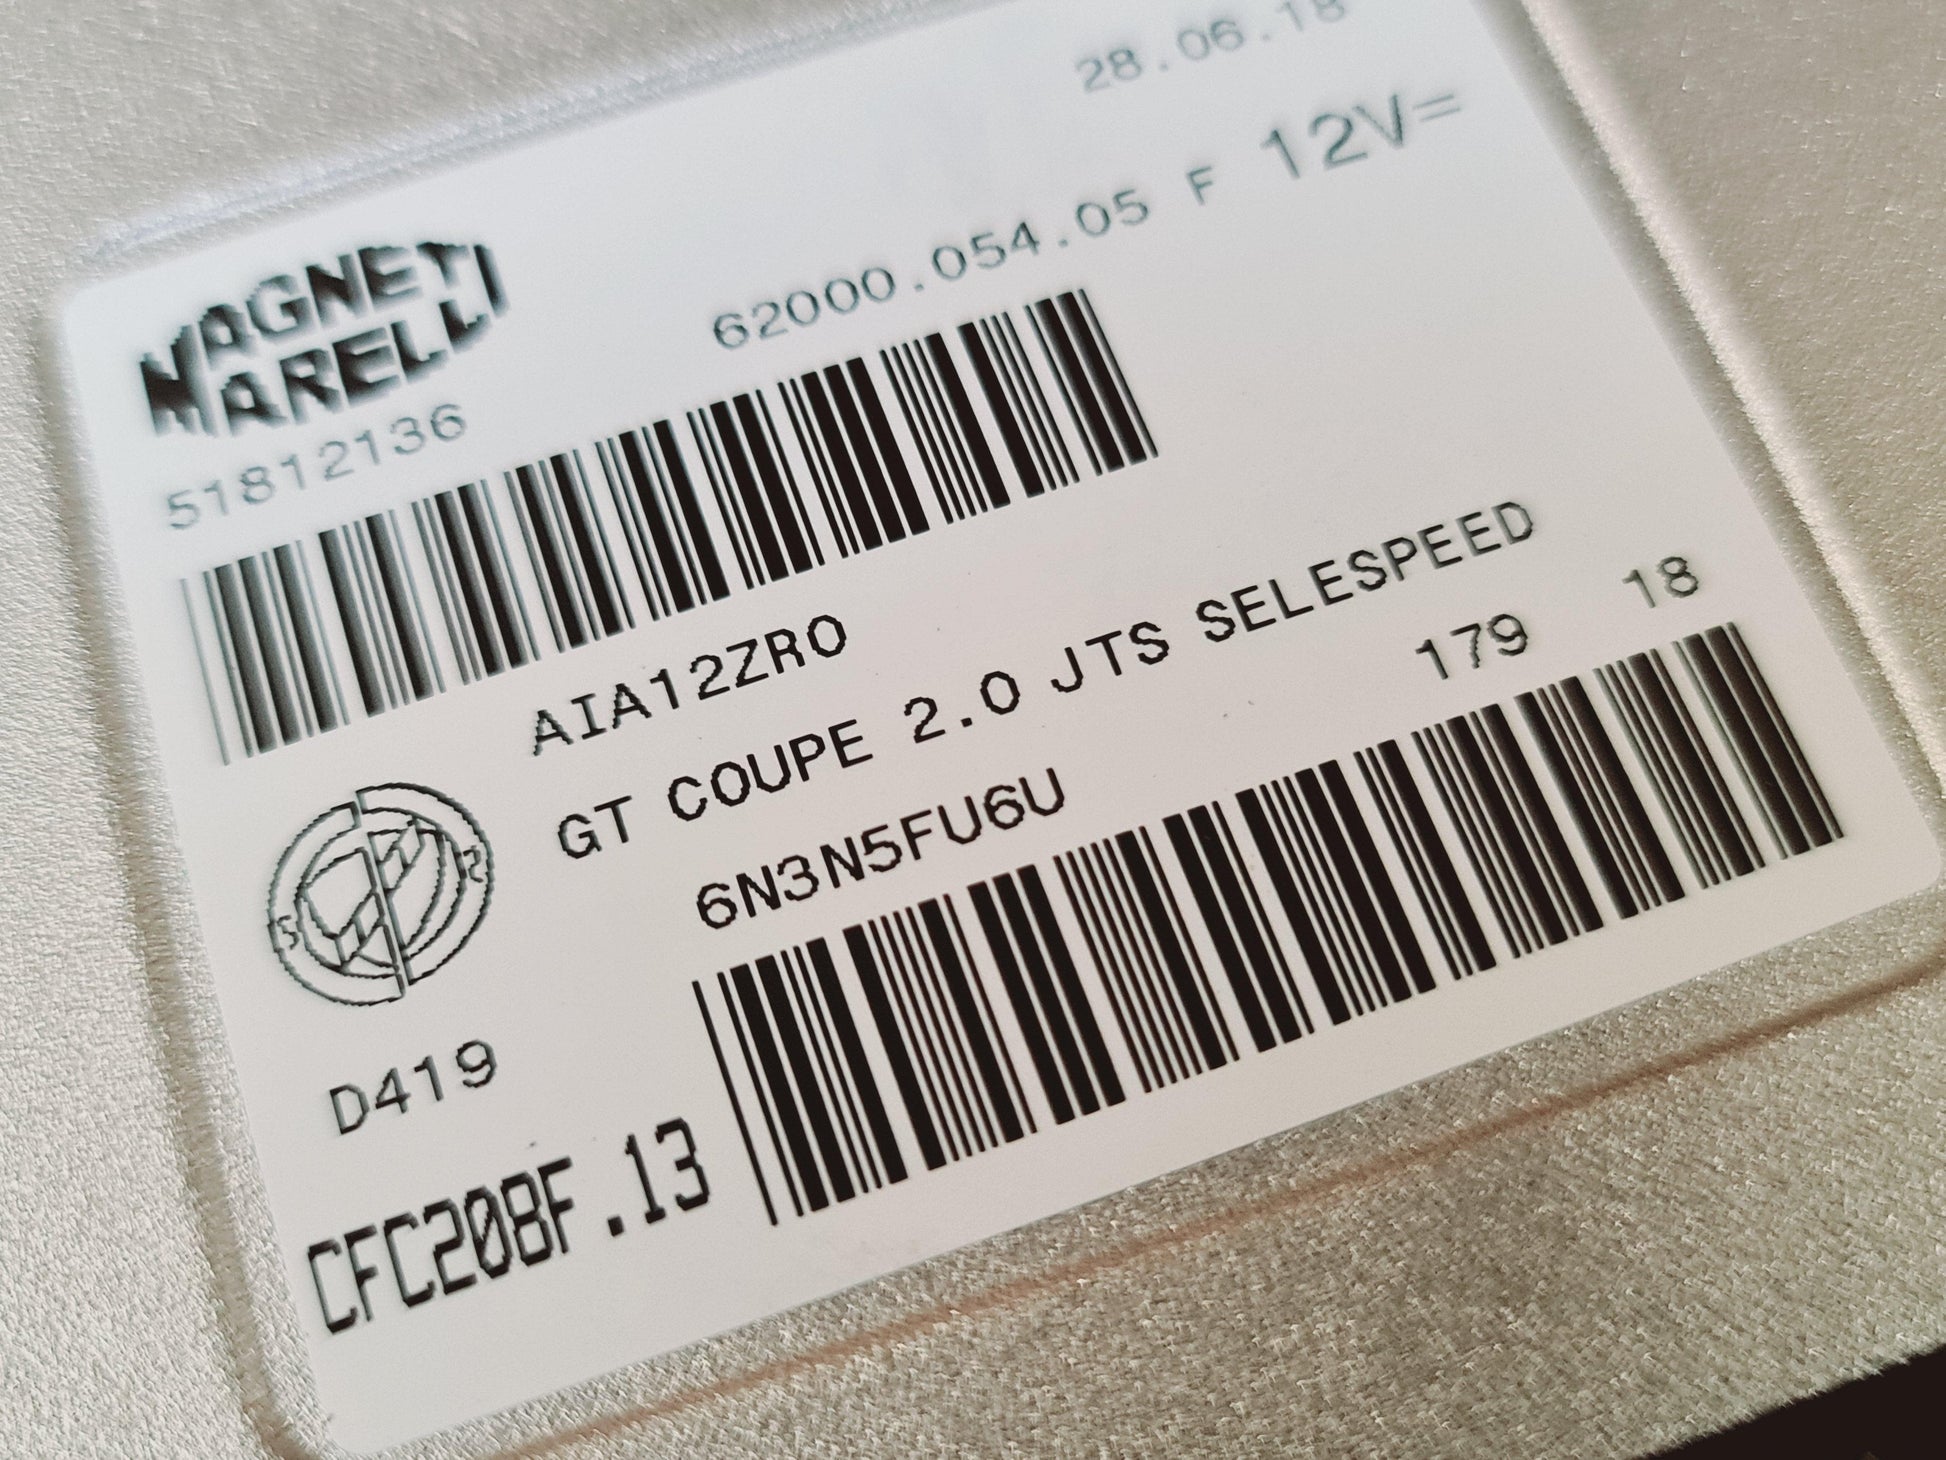 28.06.18
MAGNETI
MARELLI
62000.054.05 F 12V=
51812136
AIA12ZRO
GT COUPE 2.0 JTS SELESPEED
6N3N5FU6U 179 18
D419
CFC208F.13